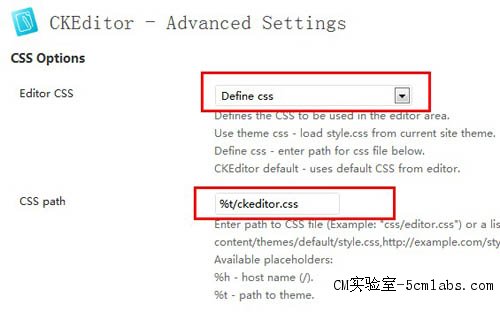 CKEditor - Advanced Settings
CSS Options
Editor CSS
Define css
Defines the CSS to be used in the editor area.
Use theme css - load style.css from current site theme.
Define css - enter path for css file below.
CKEditor default - uses default CSS from editor.
CSS path
%t/ckeditor.css
Enter path to CSS file (Example: "css/editor.css") or a lis
content/themes/default/style.css,http://example.com/sty
Available placeholders:
%h - host name (/).
%t - path to theme.
CM实验室-5cmlabs.com